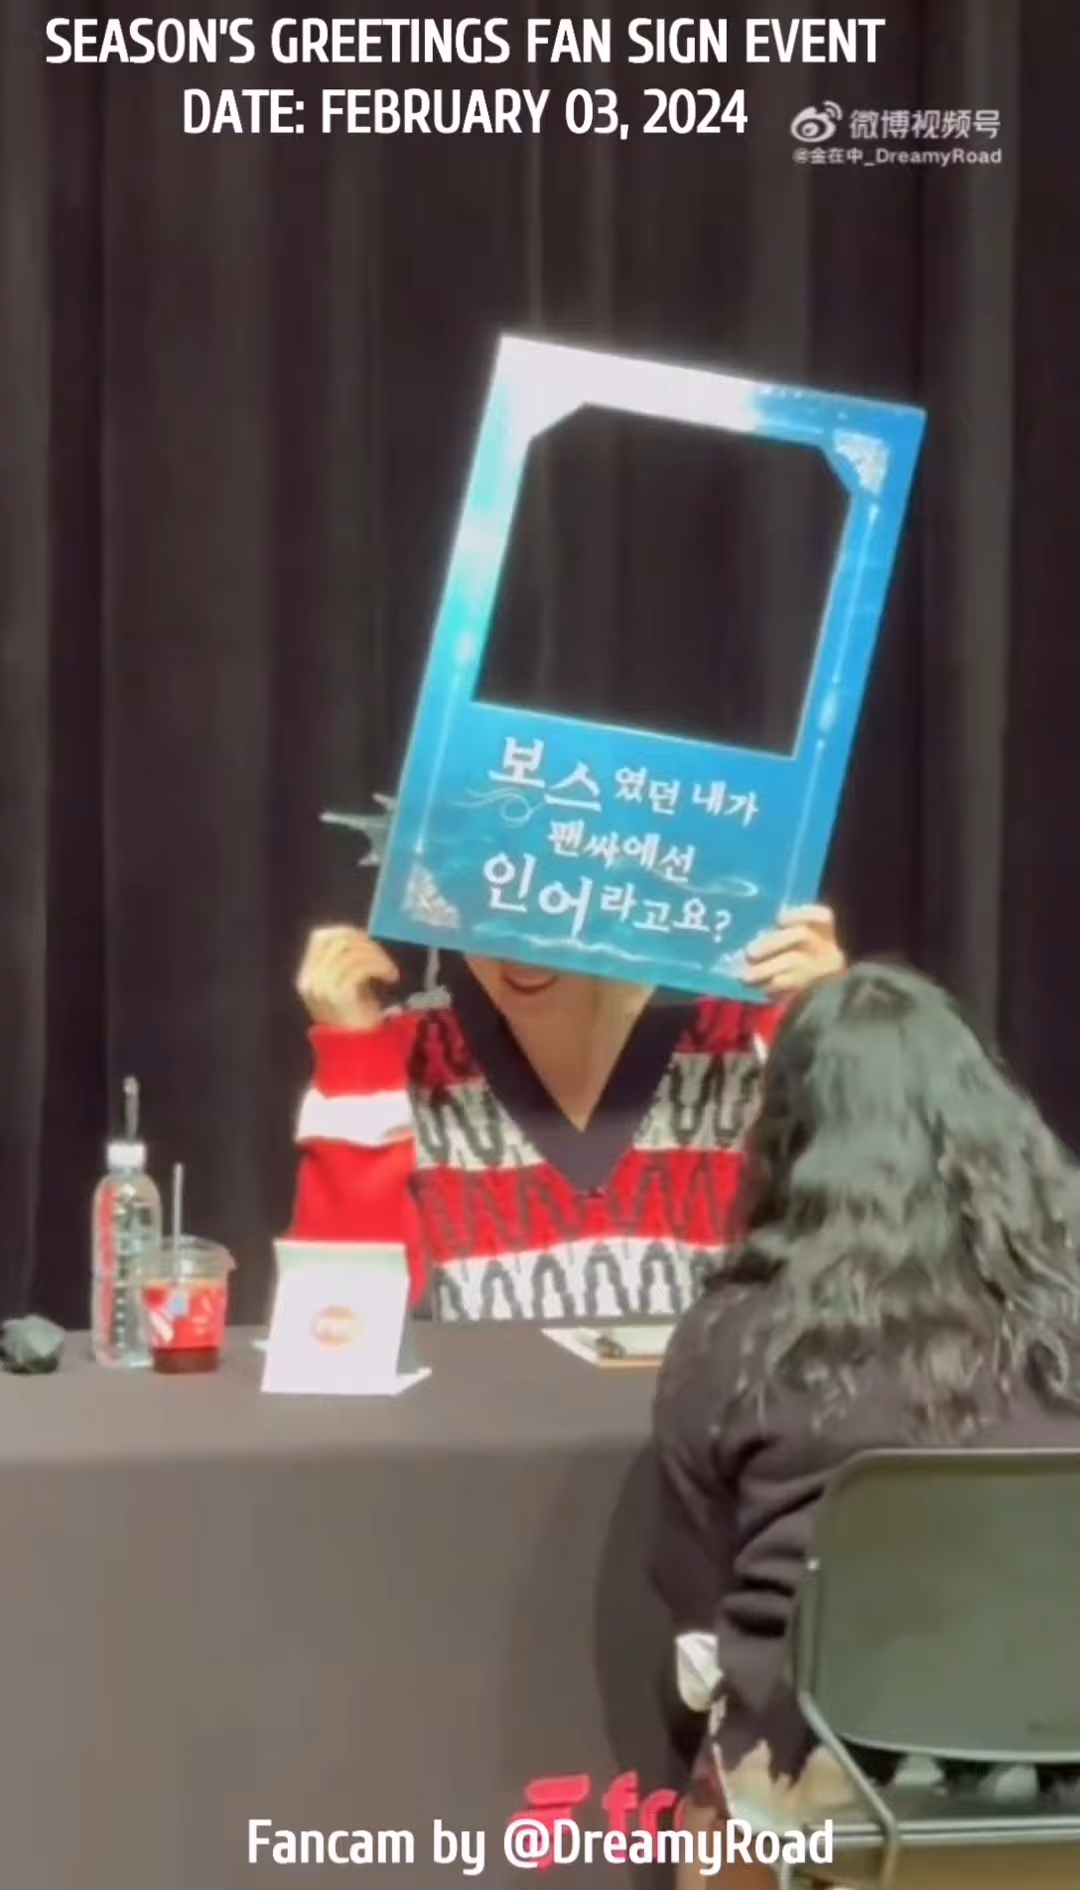 SEASON'S GREETINGS FAN SIGN EVENT
DATE: FEBRUARY 03, 2024
微博视频号
@金在中_DreamyRoad
보스였던 내가
팬싸에선
인어라고요?
Fancam by @DreamyRoad